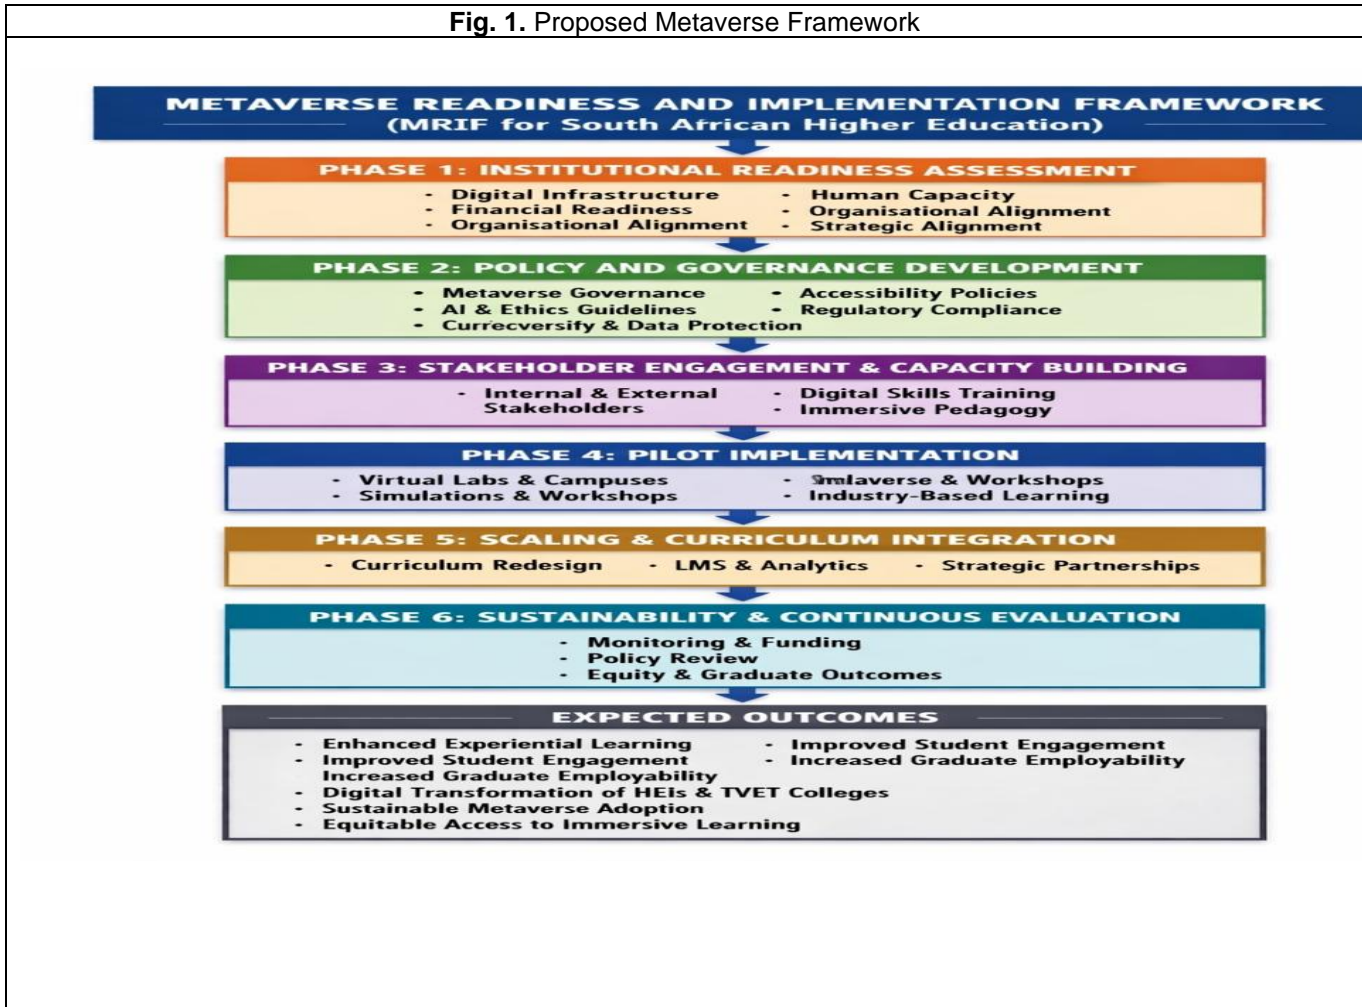 Fig. 1. Proposed Metaverse Framework
METAVERSE READINESS AND IMPLEMENTATION FRAMEWORK
(MRIF for South African Higher Education)
PHASE 1: INSTITUTIONAL READINESS ASSESSMENT
• Digital Infrastructure
• Financial Readiness
• Organisational Alignment
• Human Capacity
• Organisational Alignment
• Strategic Alignment
PHASE 2: POLICY AND GOVERNANCE DEVELOPMENT
• Metaverse Governance
• AI & Ethics Guidelines
• Currecversify & Data Protection
• Accessibility Policies
• Regulatory Compliance
PHASE 3: STAKEHOLDER ENGAGEMENT & CAPACITY BUILDING
• Internal & External
Stakeholders
• Digital Skills Training
• Immersive Pedagogy
PHASE 4: PILOT IMPLEMENTATION
• Virtual Labs & Campuses
• Simulations & Workshops
• & Workshops
• Industry-Based Learning
PHASE 5: SCALING & CURRICULUM INTEGRATION
• Curriculum Redesign • LMS & Analytics • Strategic Partnerships
PHASE 6: SUSTAINABILITY & CONTINUOUS EVALUATION
• Monitoring & Funding
• Policy Review
• Equity & Graduate Outcomes
EXPECTED OUTCOMES
• Enhanced Experiential Learning
• Improved Student Engagement
Increased Graduate Employability
• Digital Transformation of HEIs & TVET Colleges
• Sustainable Metaverse Adoption
• Equitable Access to Immersive Learning
• Improved Student Engagement
• Increased Graduate Employability